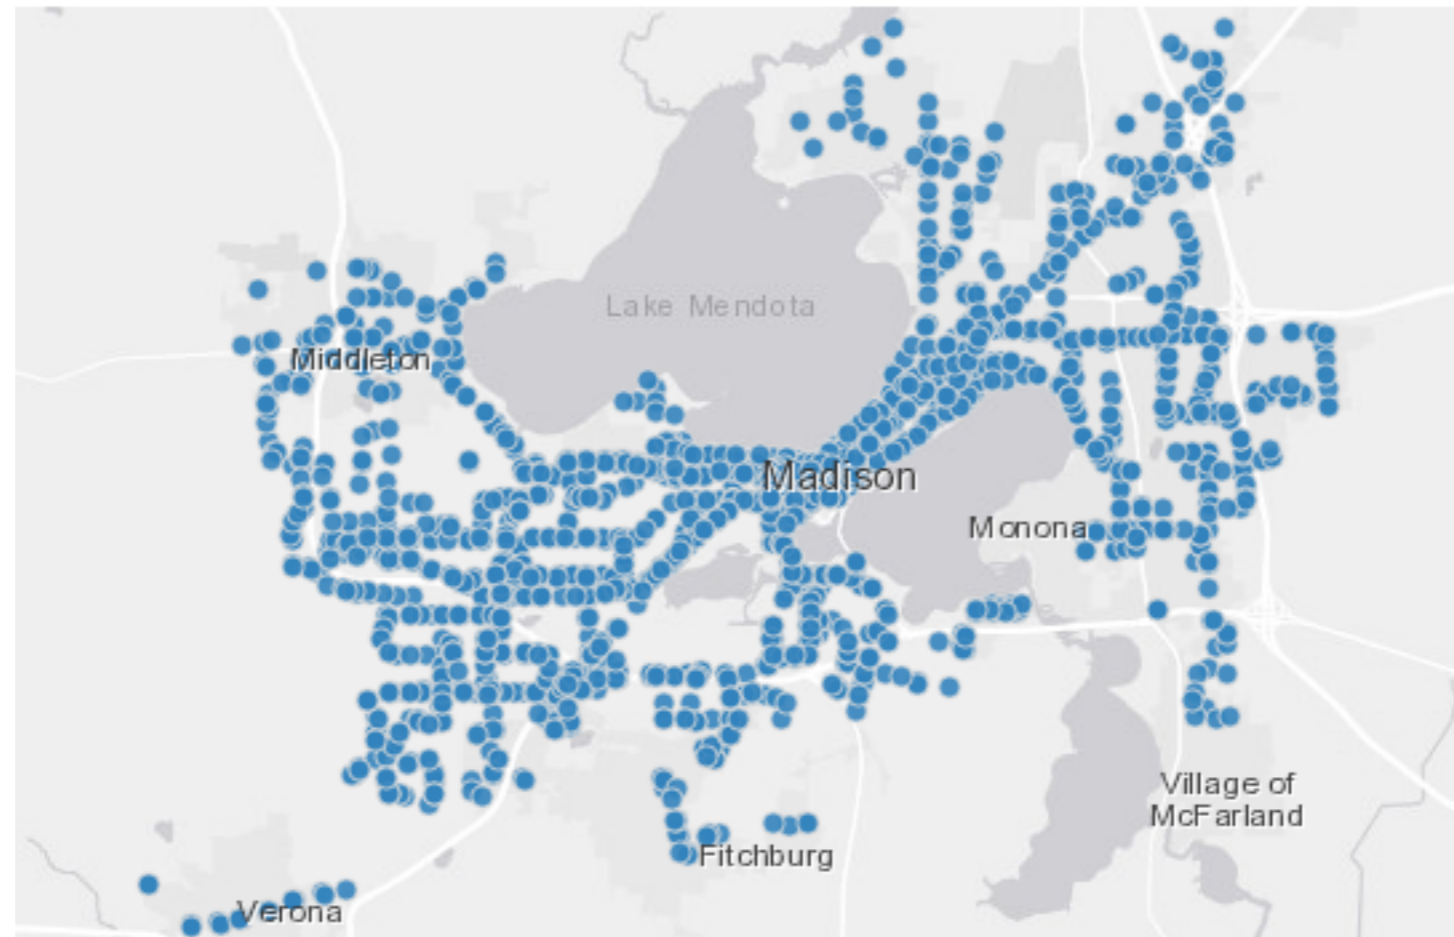 Lake Mendota
Middleton
Madison
Monona
Village of
McFarland
Fitchburg
Verona